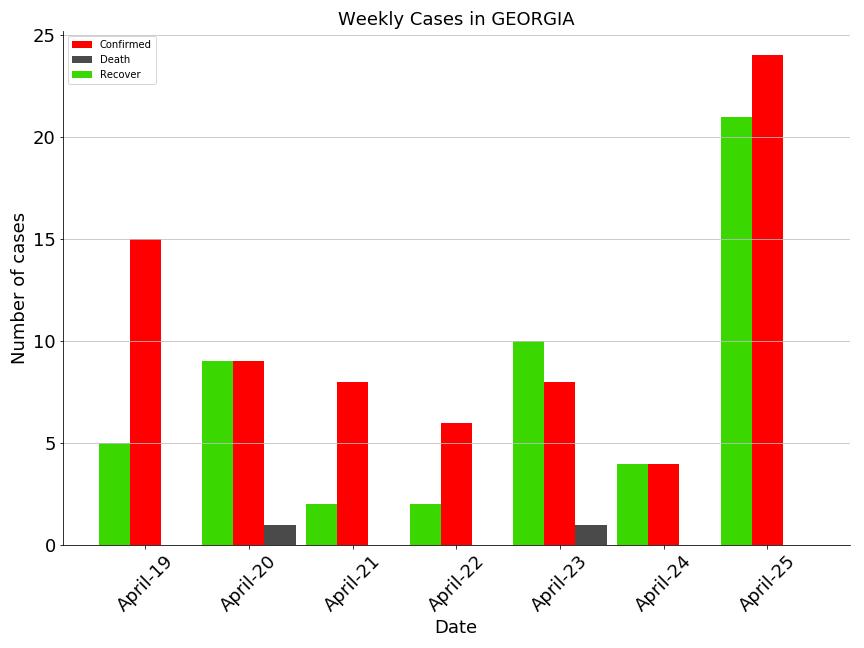 Weekly Cases in GEORGIA
Confirmed
Death
Recover
Number of cases
25
20
15
10
5
0
April-19
April-20
April-21
April-22
April-23
April-24
April-25
Date